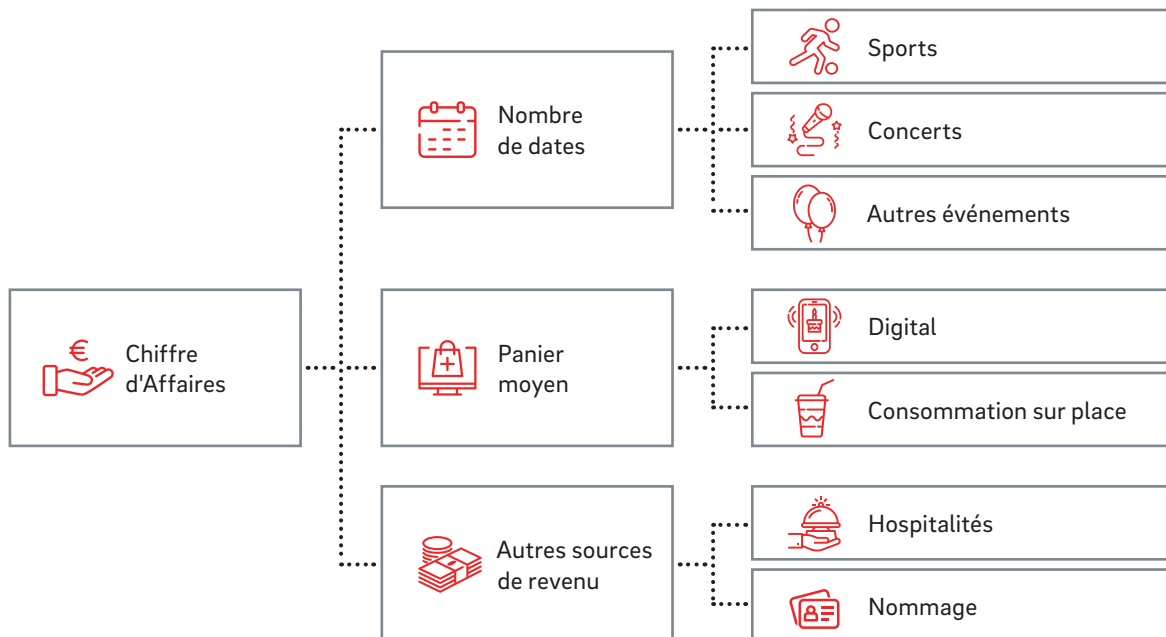 Chiffre
d'Affaires
Nombre
de dates
Sports
Concerts
Autres événements
Panier
moyen
Digital
Consommation sur place
Autres sources
de revenu
Hospitalités
Nommage